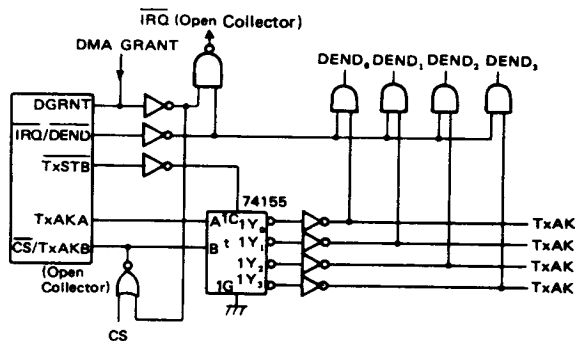 IRQ (Open Collector)
DMA GRANT
DEND₀ DEND₁ DEND₂ DEND₃
DGRNT
IRQ/DEND
TxSTB
74155
TxAKA
A 1C 1Y₀
TxAK
CS/TxAKB
B t 1Y₁
TxAK
(Open Collector)
1Y₂
TxAK
1G 1Y₃
TxAK
CS